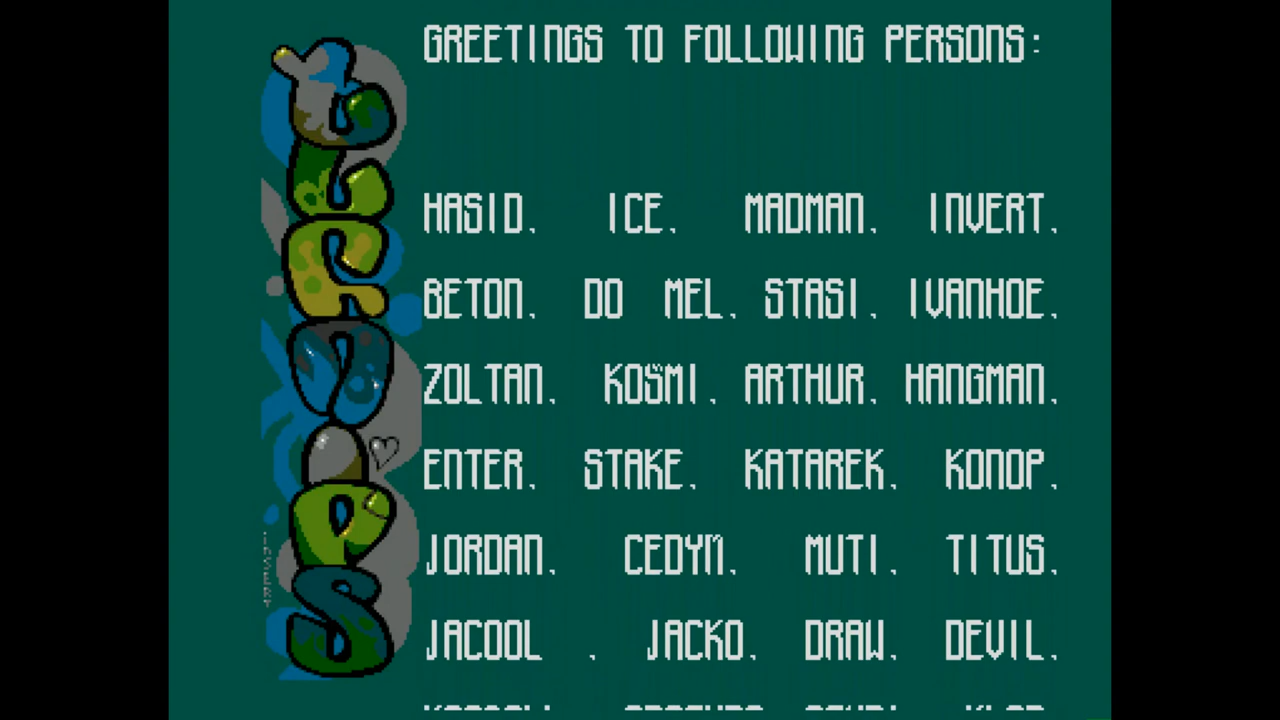 GREETINGS TO FOLLOWING PERSONS:
HASID, ICE, MADMAN, INVERT,
BETON, DO MEL, STASI, IVANHOE,
ZOLTAN, KOSMI, ARTHUR, HANGMAN,
ENTER, STAKE, KATAREK, KONOP,
JORDAN, CEDYN, MUTI, TITUS,
JACOOL , JACKO, DRAW, DEVIL,
INVERT